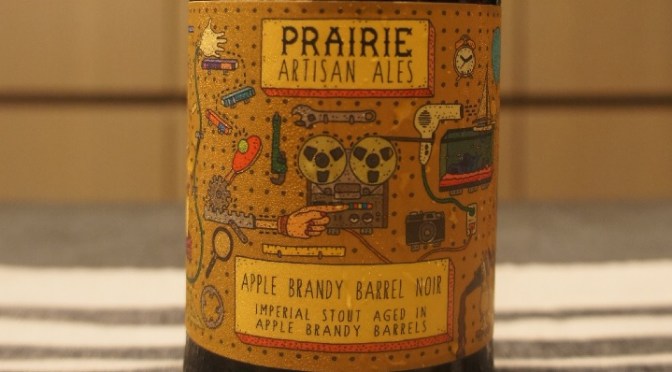 PRAIRIE
ARTISAN ALES
APPLE BRANDY BARREL NOIR
IMPERIAL STOUT AGED IN
APPLE BRANDY BARRELS